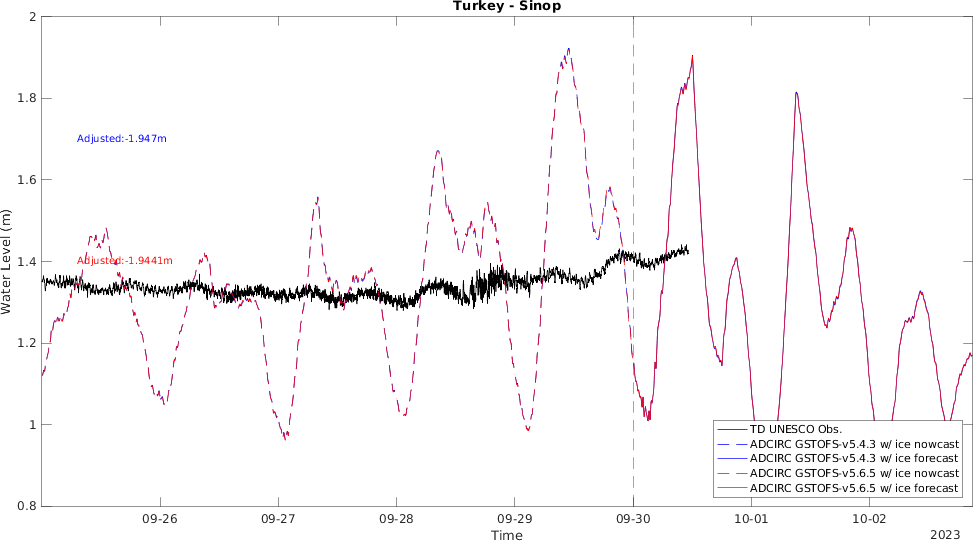 Turkey - Sinop
2
1.8
1.6
1.4
1.2
1
0.8
Water Level (m)
Adjusted:-1.947m
Adjusted:-1.9441m
TD UNESCO Obs.
ADCIRC GSTOFS-v5.4.3 w/ ice nowcast
ADCIRC GSTOFS-v5.4.3 w/ ice forecast
ADCIRC GSTOFS-v5.6.5 w/ ice nowcast
ADCIRC GSTOFS-v5.6.5 w/ ice forecast
09-26 09-27 09-28 09-29 09-30 10-01 10-02
Time
2023